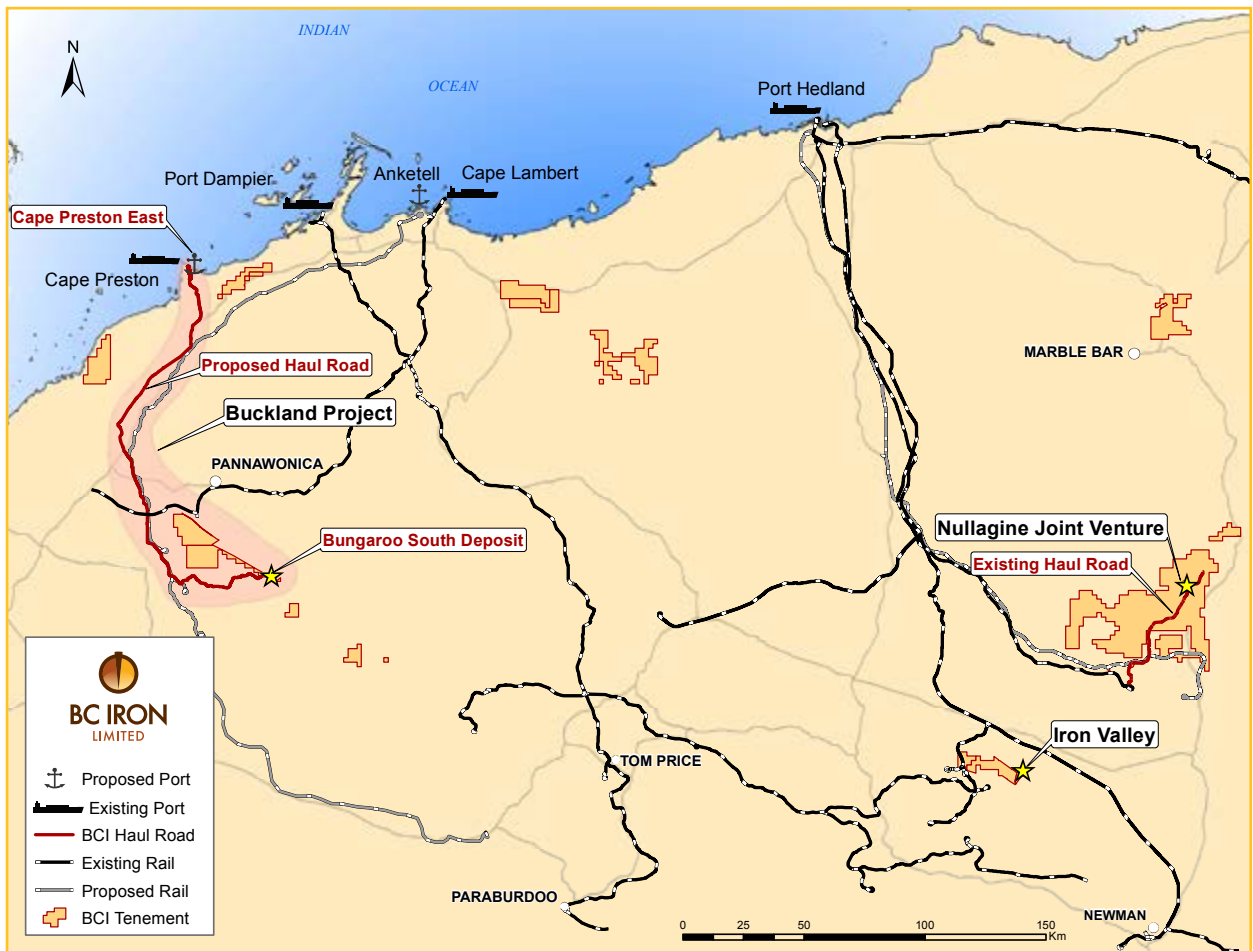 INDIAN
OCEAN
N
Port Hedland
Port Dampier
Anketell
Cape Lambert
Cape Preston East
Cape Preston
MARBLE BAR
Proposed Haul Road
Buckland Project
PANNAWONICA
Nullagine Joint Venture
Bungaroo South Deposit
Existing Haul Road
BC IRON
LIMITED
Proposed Port
Existing Port
BCI Haul Road
Existing Rail
Proposed Rail
BCI Tenement
Iron Valley
TOM PRICE
PARABURDOO
NEWMAN
0 25 50 100 150
Km